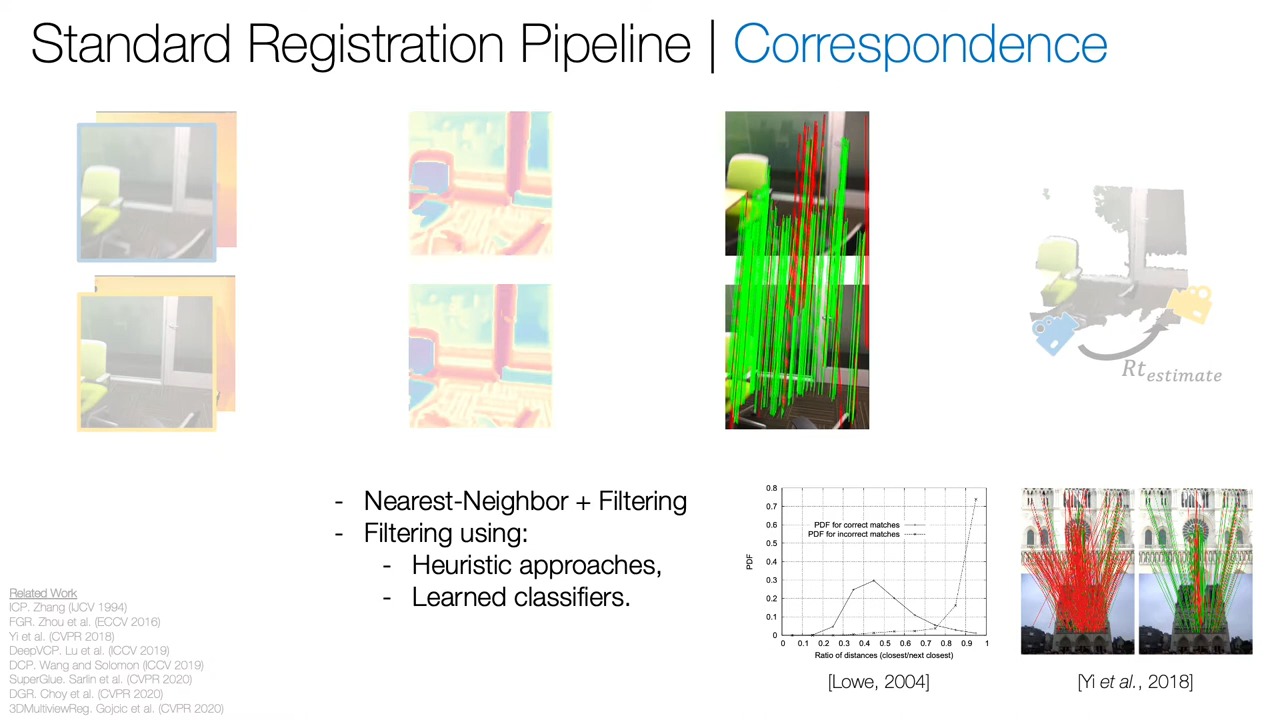 Standard Registration Pipeline | Correspondence
Rt estimate
- Nearest-Neighbor + Filtering
- Filtering using:
- Heuristic approaches,
- Learned classifiers.
Related Work
ICP. Zhang (IJCV 1994)
FGR. Zhou et al. (ECCV 2016)
Yi et al. (CVPR 2018)
DeepVCP. Lu et al. (ICCV 2019)
DCP. Wang and Solomon (ICCV 2019)
SuperGlue. Sarlin et al. (CVPR 2020)
DGR. Choy et al. (CVPR 2020)
3DMultiviewReg. Gojcic et al. (CVPR 2020)
0.8
0.7
0.6
0.5
0.4
0.3
0.2
0.1
0
PDF
PDF for correct matches
PDF for incorrect matches
0 0.1 0.2 0.3 0.4 0.5 0.6 0.7 0.8 0.9 1
Ratio of distances (closest/next closest)
[Lowe, 2004]
[Yi et al., 2018]